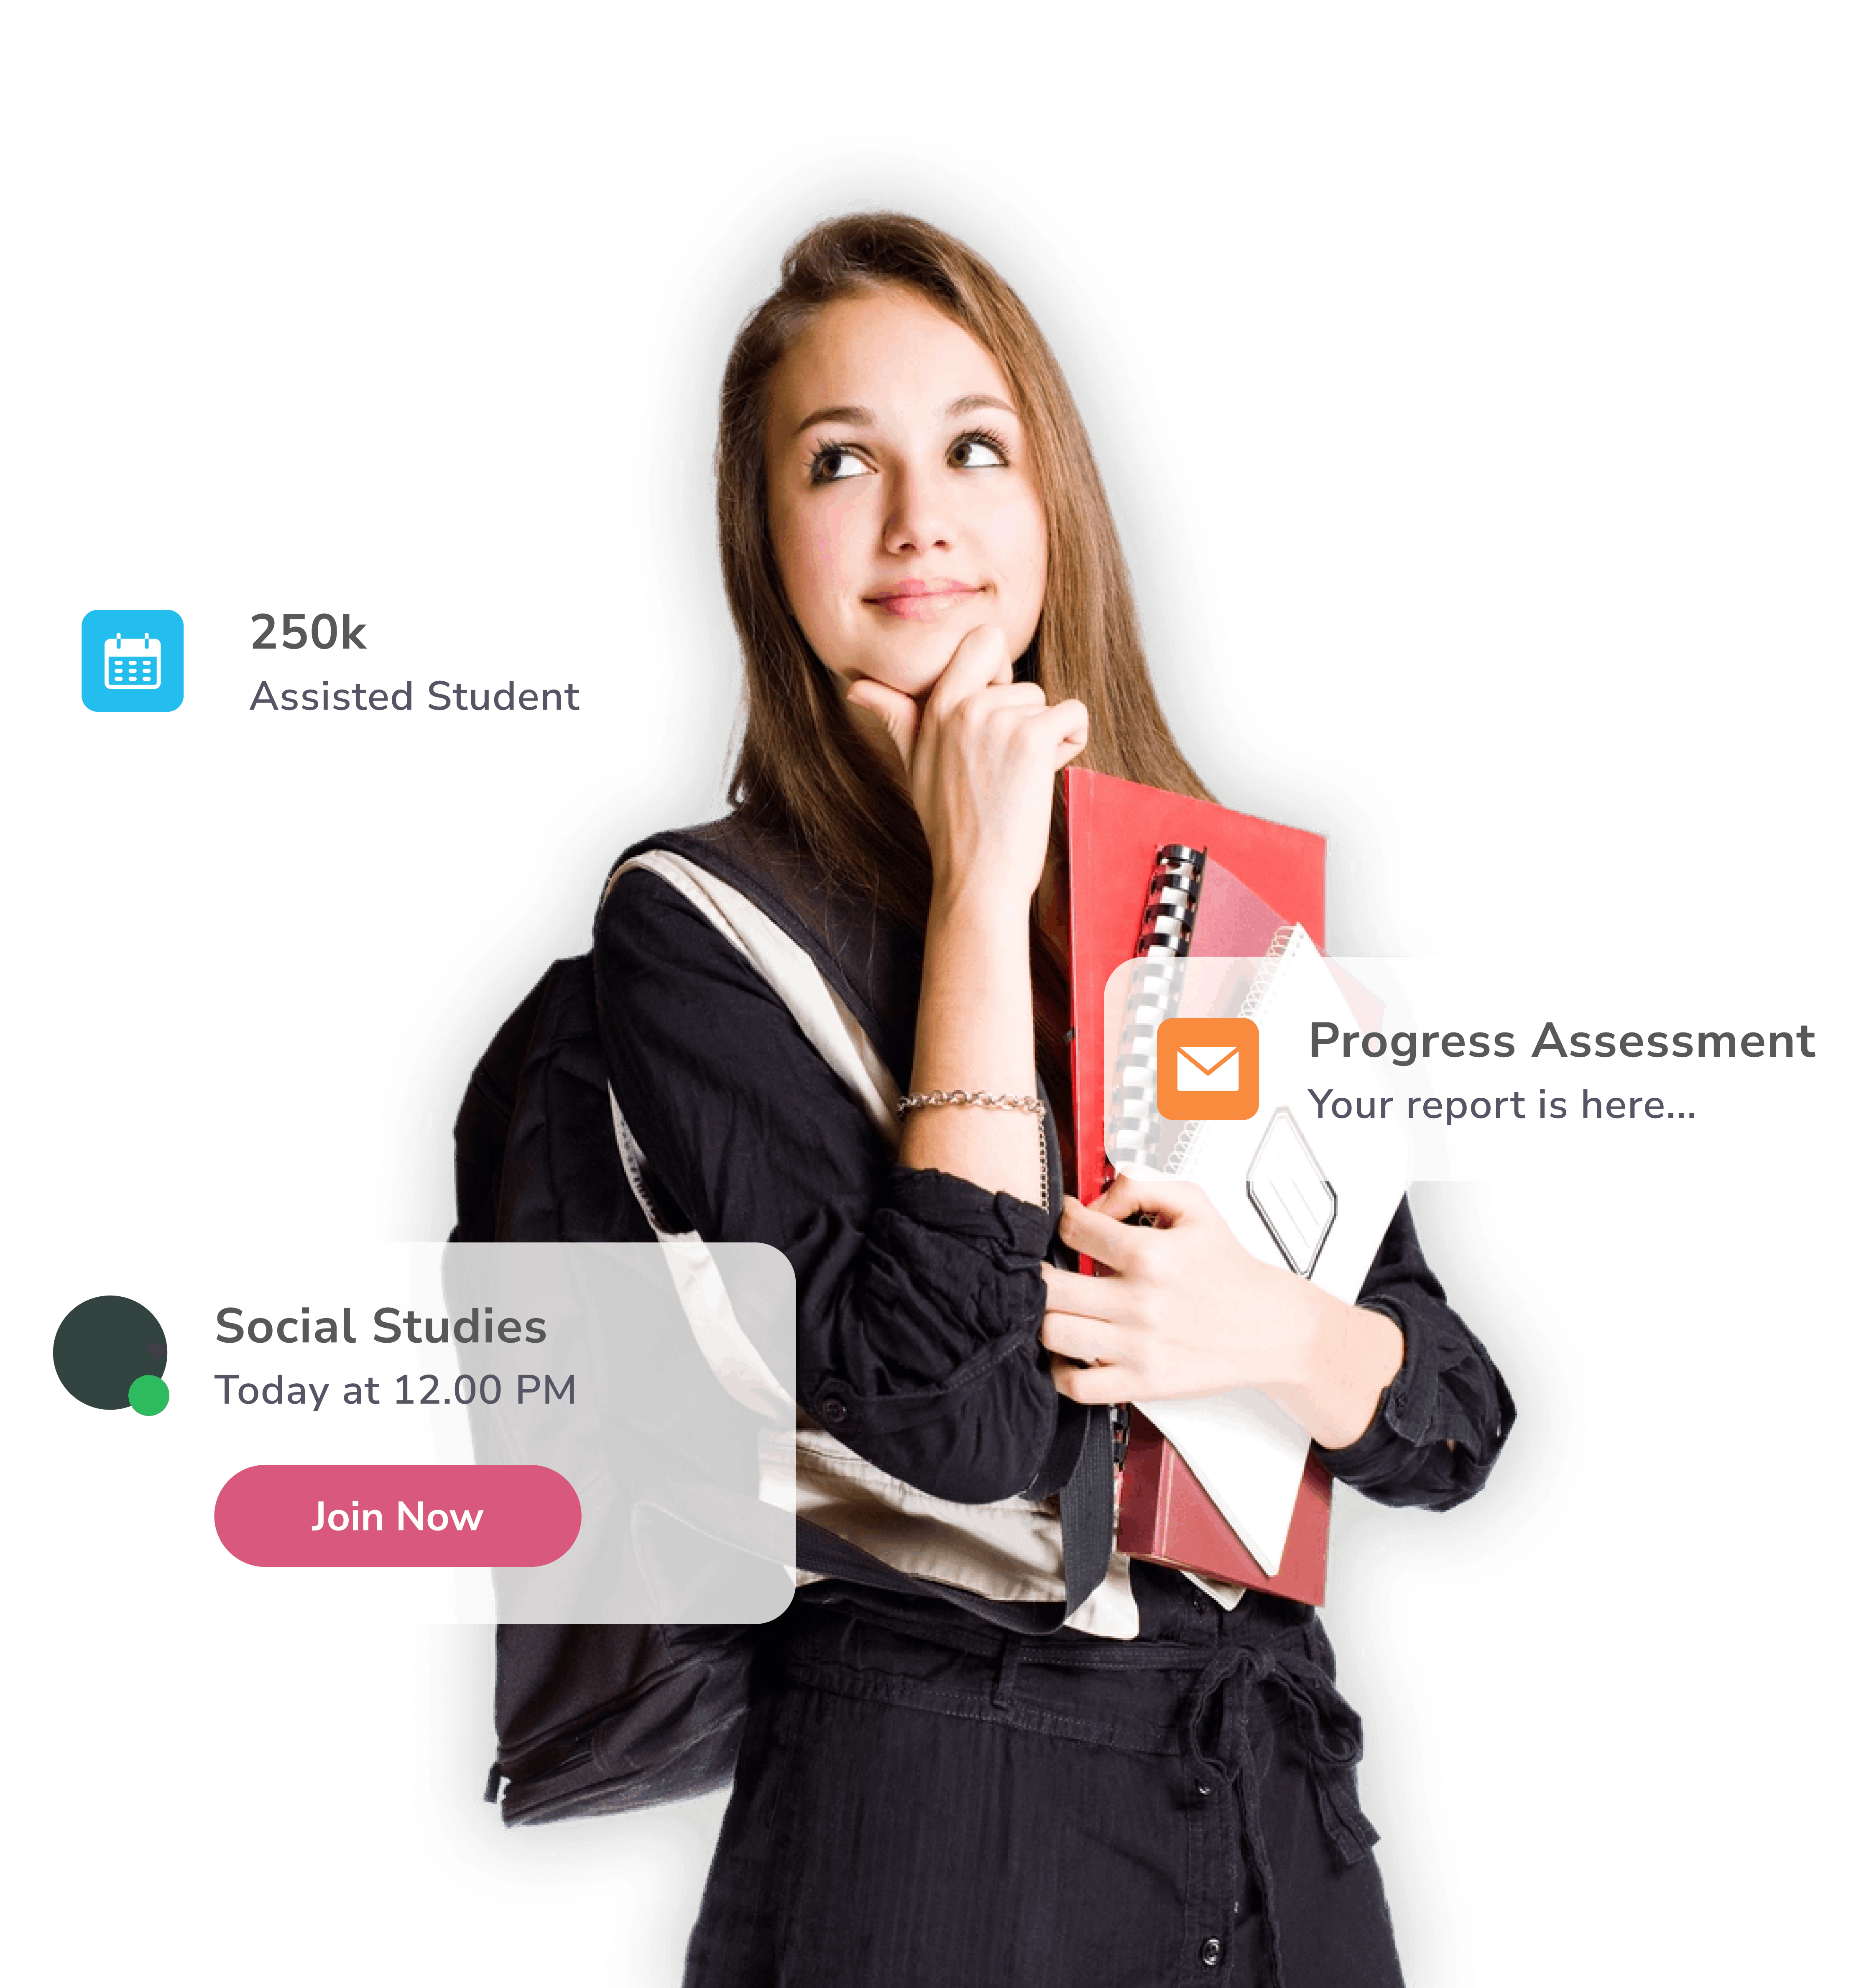 250k
Assisted Student
Progress Assessment
Your report is here...
Social Studies
Today at 12.00 PM
Join Now